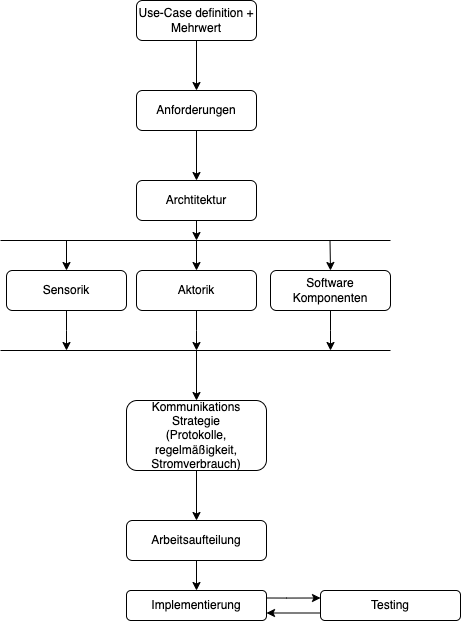 Use-Case definition +
Mehrwert
Anforderungen
Archtitektur
Sensorik
Aktorik
Software
Komponenten
Kommunikations
Strategie
(Protokolle,
regelmäßigkeit,
Stromverbrauch)
Arbeitsaufteilung
Implementierung
Testing